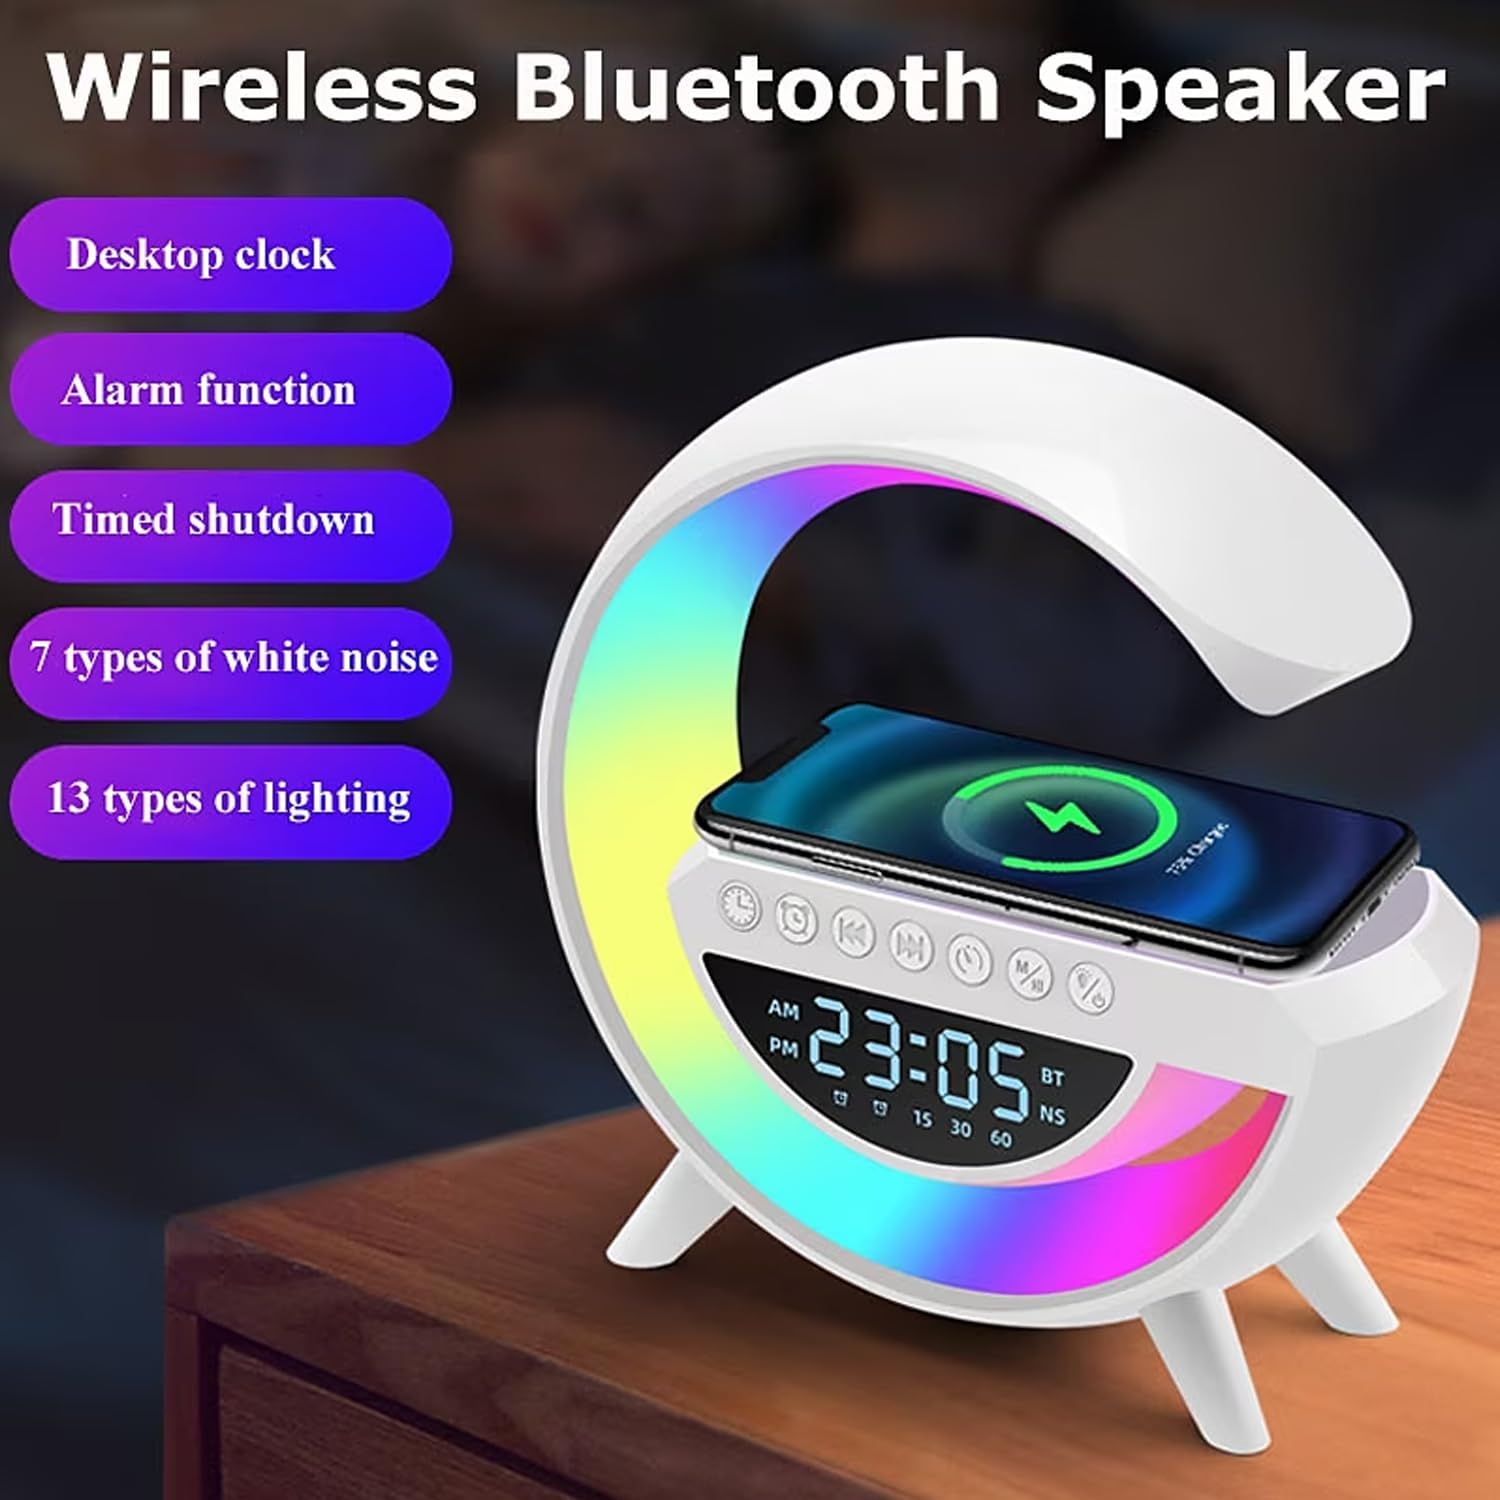 Wireless Bluetooth Speaker
Desktop clock
Alarm function
Timed shutdown
7 types of white noise
13 types of lighting
M
AM
PM
23:05
BT
NS
15 30 60